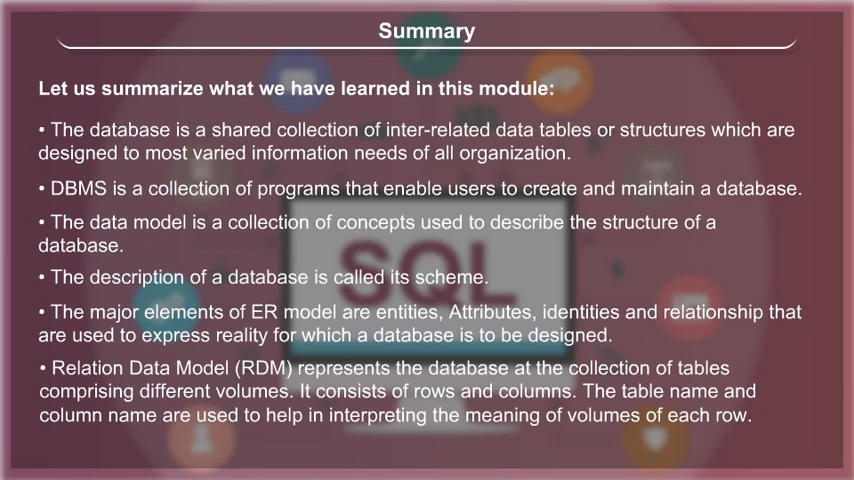 Summary
Let us summarize what we have learned in this module:
• The database is a shared collection of inter-related data tables or structures which are
designed to most varied information needs of all organization.
• DBMS is a collection of programs that enable users to create and maintain a database.
• The data model is a collection of concepts used to describe the structure of a
database.
• The description of a database is called its scheme.
• The major elements of ER model are entities, Attributes, identities and relationship that
are used to express reality for which a database is to be designed.
• Relation Data Model (RDM) represents the database at the collection of tables
comprising different volumes. It consists of rows and columns. The table name and
column name are used to help in interpreting the meaning of volumes of each row.
SQL